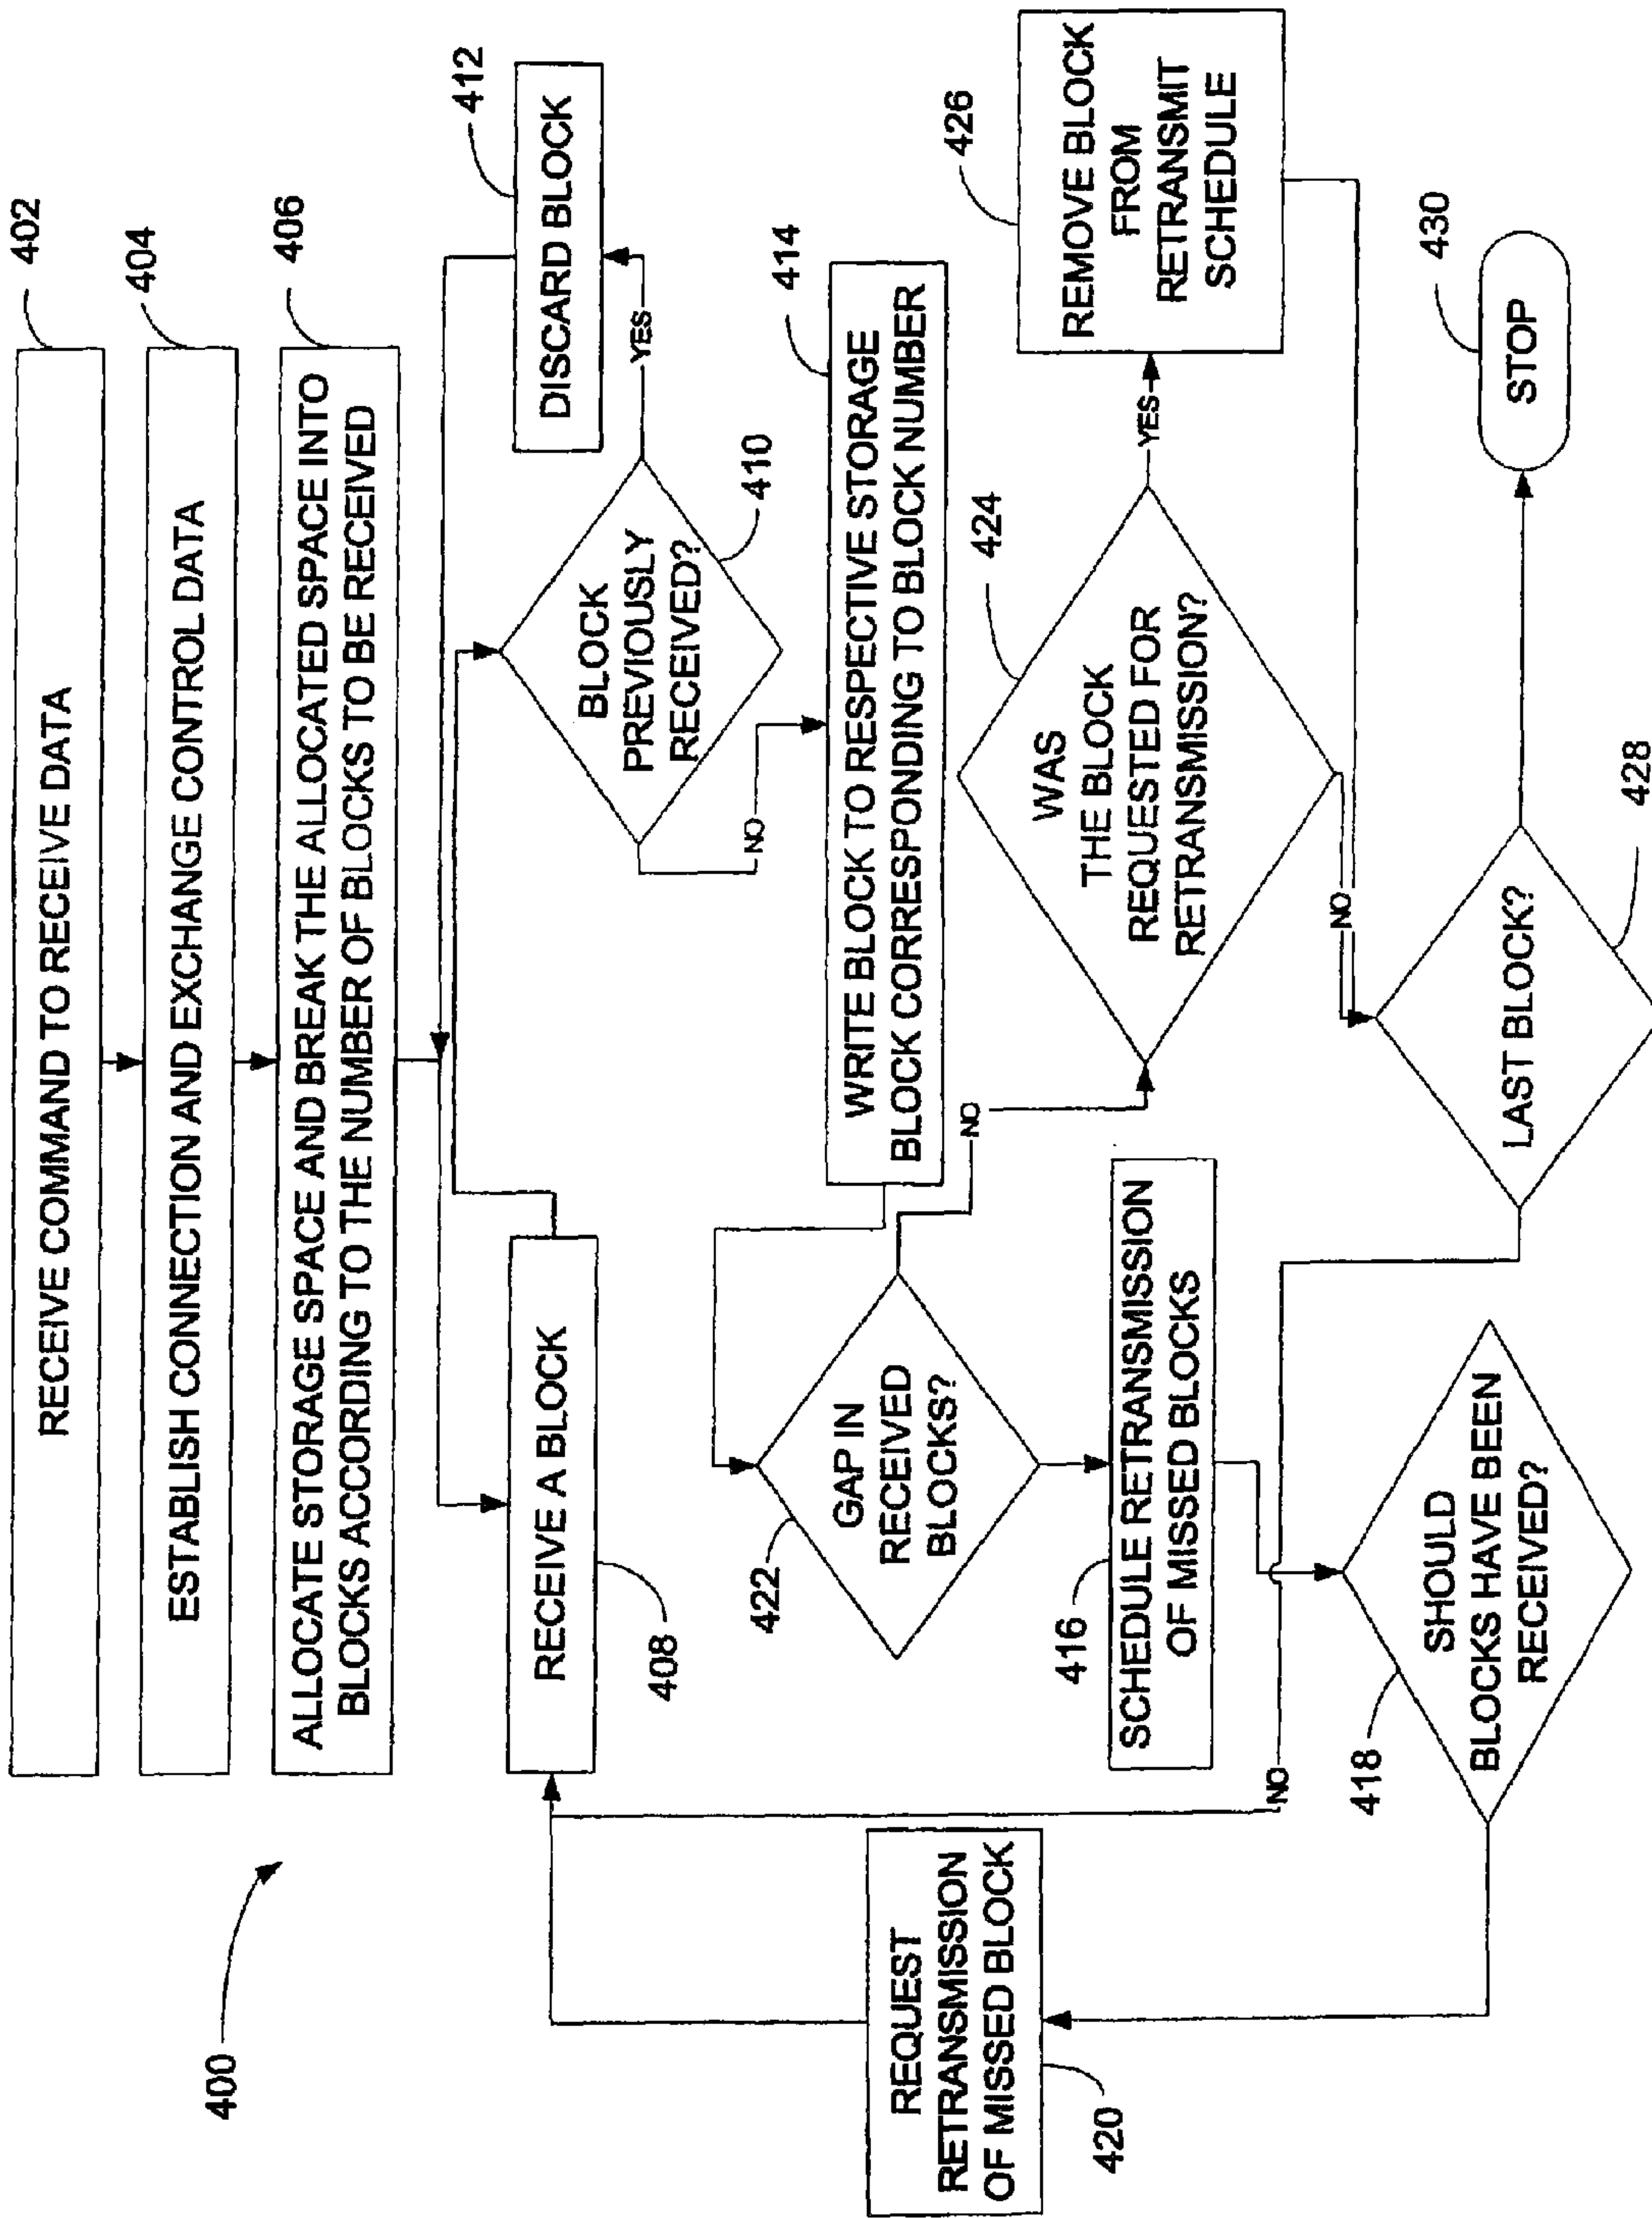 400
402
RECEIVE COMMAND TO RECEIVE DATA
404
ESTABLISH CONNECTION AND EXCHANGE CONTROL DATA
406
ALLOCATE STORAGE SPACE AND BREAK THE ALLOCATED SPACE INTO
BLOCKS ACCORDING TO THE NUMBER OF BLOCKS TO BE RECEIVED
RECEIVE A BLOCK
408
412
DISCARD BLOCK
YES
BLOCK
PREVIOUSLY
RECEIVED?
410
NO
414
WRITE BLOCK TO RESPECTIVE STORAGE
BLOCK CORRESPONDING TO BLOCK NUMBER
422
GAP IN
RECEIVED
BLOCKS?
NO
REQUEST
RETRANSMISSION
OF MISSED BLOCK
420
416
SCHEDULE RETRANSMISSION
OF MISSED BLOCKS
424
WAS
THE BLOCK
REQUESTED FOR
RETRANSMISSION?
YES
426
REMOVE BLOCK
FROM
RETRANSMIT
SCHEDULE
NO
NO
418
SHOULD
BLOCKS HAVE BEEN
RECEIVED?
LAST BLOCK?
428
430
STOP